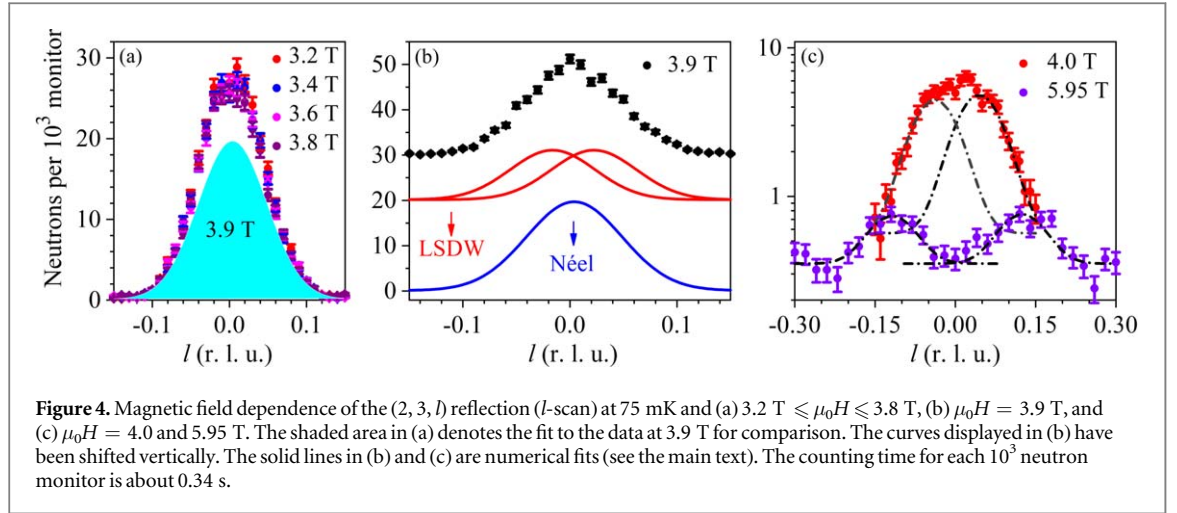 (a)
3.2 T
3.4 T
3.6 T
3.8 T
3.9 T
Neutrons per 10³ monitor
30
20
10
0
-0.1 0.0 0.1
l (r. l. u.)
(b)
3.9 T
LSDW
Néel
50
40
30
20
10
0
-0.1 0.0 0.1
l (r. l. u.)
(c)
4.0 T
5.95 T
10
1
-0.30 -0.15 0.00 0.15 0.30
l (r. l. u.)
Figure 4. Magnetic field dependence of the (2, 3, l) reflection (l-scan) at 75 mK and (a) 3.2 T ⩽ μ₀H ⩽ 3.8 T, (b) μ₀H = 3.9 T, and
(c) μ₀H = 4.0 and 5.95 T. The shaded area in (a) denotes the fit to the data at 3.9 T for comparison. The curves displayed in (b) have
been shifted vertically. The solid lines in (b) and (c) are numerical fits (see the main text). The counting time for each 10³ neutron
monitor is about 0.34 s.